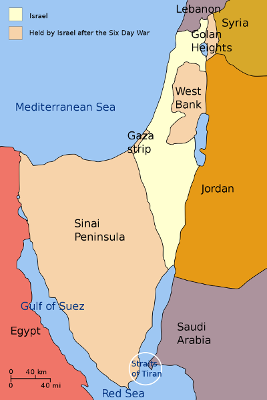 Lebanon
Israel
Syria
Held by Israel after the Six Day War
Golan
Heights
West
Bank
Mediterranean Sea
Gaza
strip
Jordan
Sinai
Peninsula
Gulf of Suez
Egypt
Saudi
Arabia
Straits
of Tiran
0 40 km
0 40 mi
Red Sea